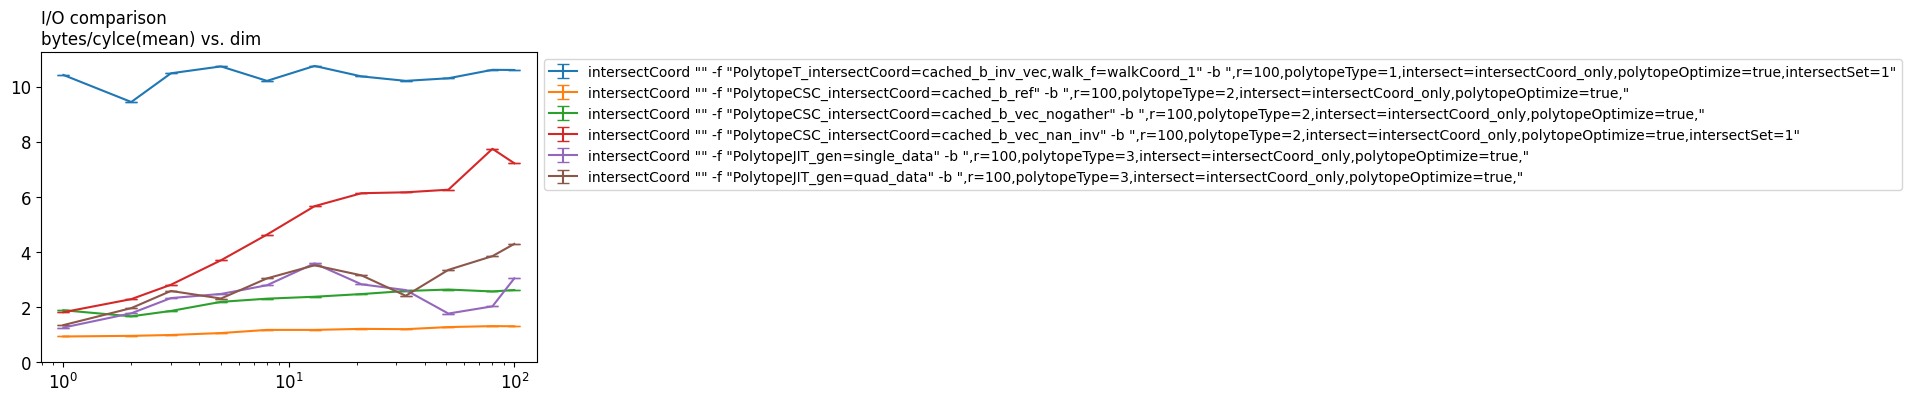 I/O comparison
bytes/cylce(mean) vs. dim
10
8
6
4
2
0
10^0
10^1
10^2
intersectCoord "" -f "PolytopeT_intersectCoord=cached_b_inv_vec,walk_f=walkCoord_1" -b ",r=100,polytopeType=1,intersect=intersectCoord_only,polytopeOptimize=true,intersectSet=1"
intersectCoord "" -f "PolytopeCSC_intersectCoord=cached_b_ref" -b ",r=100,polytopeType=2,intersect=intersectCoord_only,polytopeOptimize=true,"
intersectCoord "" -f "PolytopeCSC_intersectCoord=cached_b_vec_nogather" -b ",r=100,polytopeType=2,intersect=intersectCoord_only,polytopeOptimize=true,"
intersectCoord "" -f "PolytopeCSC_intersectCoord=cached_b_vec_nan_inv" -b ",r=100,polytopeType=2,intersect=intersectCoord_only,polytopeOptimize=true,intersectSet=1"
intersectCoord "" -f "PolytopeJIT_gen=single_data" -b ",r=100,polytopeType=3,intersect=intersectCoord_only,polytopeOptimize=true,"
intersectCoord "" -f "PolytopeJIT_gen=quad_data" -b ",r=100,polytopeType=3,intersect=intersectCoord_only,polytopeOptimize=true,"